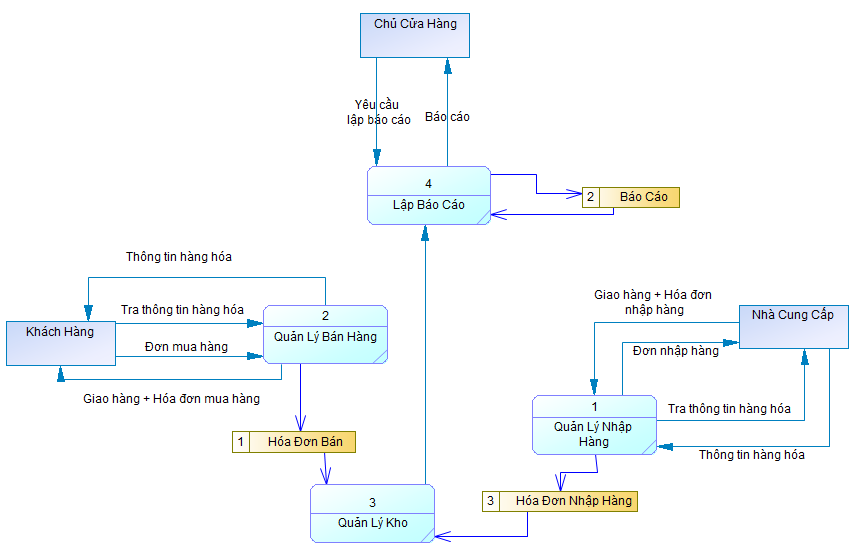 Chủ Cửa Hàng
Yêu cầu
lập báo cáo
Báo cáo
4
Lập Báo Cáo
2
Báo Cáo
Thông tin hàng hóa
Tra thông tin hàng hóa
Khách Hàng
Đơn mua hàng
2
Quản Lý Bán Hàng
Giao hàng + Hóa đơn mua hàng
Giao hàng + Hóa đơn
nhập hàng
Nhà Cung Cấp
Đơn nhập hàng
1
Quản Lý Nhập
Hàng
Tra thông tin hàng hóa
Thông tin hàng hóa
1
Hóa Đơn Bán
3
Quản Lý Kho
3
Hóa Đơn Nhập Hàng